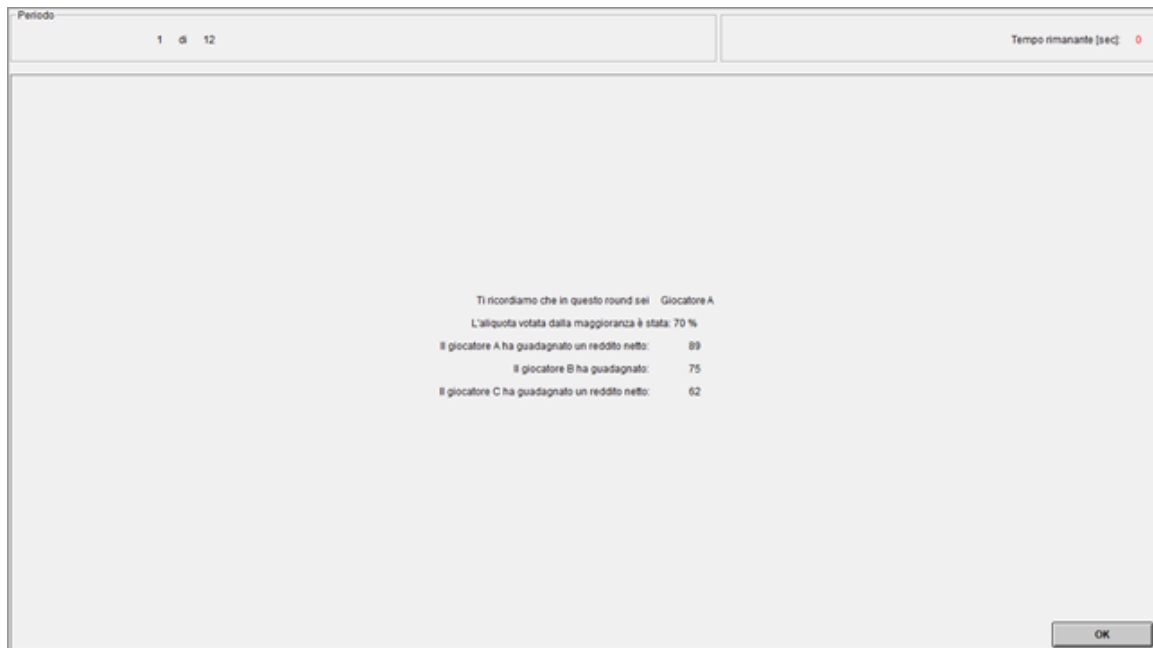 Periodo
1 di 12
Tempo rimanante [sec]: 0
Ti ricordiamo che in questo round sei Giocatore A
L'aliquota votata dalla maggioranza è stata: 70 %
Il giocatore A ha guadagnato un reddito netto: 89
Il giocatore B ha guadagnato: 75
Il giocatore C ha guadagnato un reddito netto: 62
OK